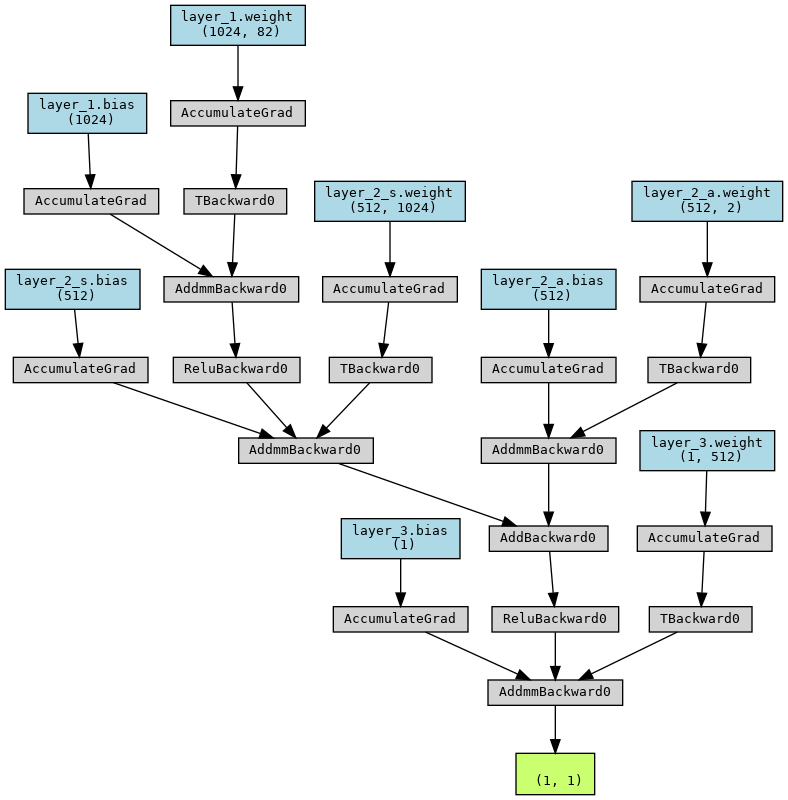 layer_1.weight
(1024, 82)
layer_1.bias
(1024)
AccumulateGrad
AccumulateGrad
TBackward0
layer_2_s.weight
(512, 1024)
layer_2_a.weight
(512, 2)
layer_2_s.bias
(512)
AddmmBackward0
AccumulateGrad
layer_2_a.bias
(512)
AccumulateGrad
AccumulateGrad
ReluBackward0
TBackward0
AccumulateGrad
TBackward0
AddmmBackward0
AddmmBackward0
layer_3.weight
(1, 512)
layer_3.bias
(1)
AddBackward0
AccumulateGrad
AccumulateGrad
ReluBackward0
TBackward0
AddmmBackward0
(1, 1)